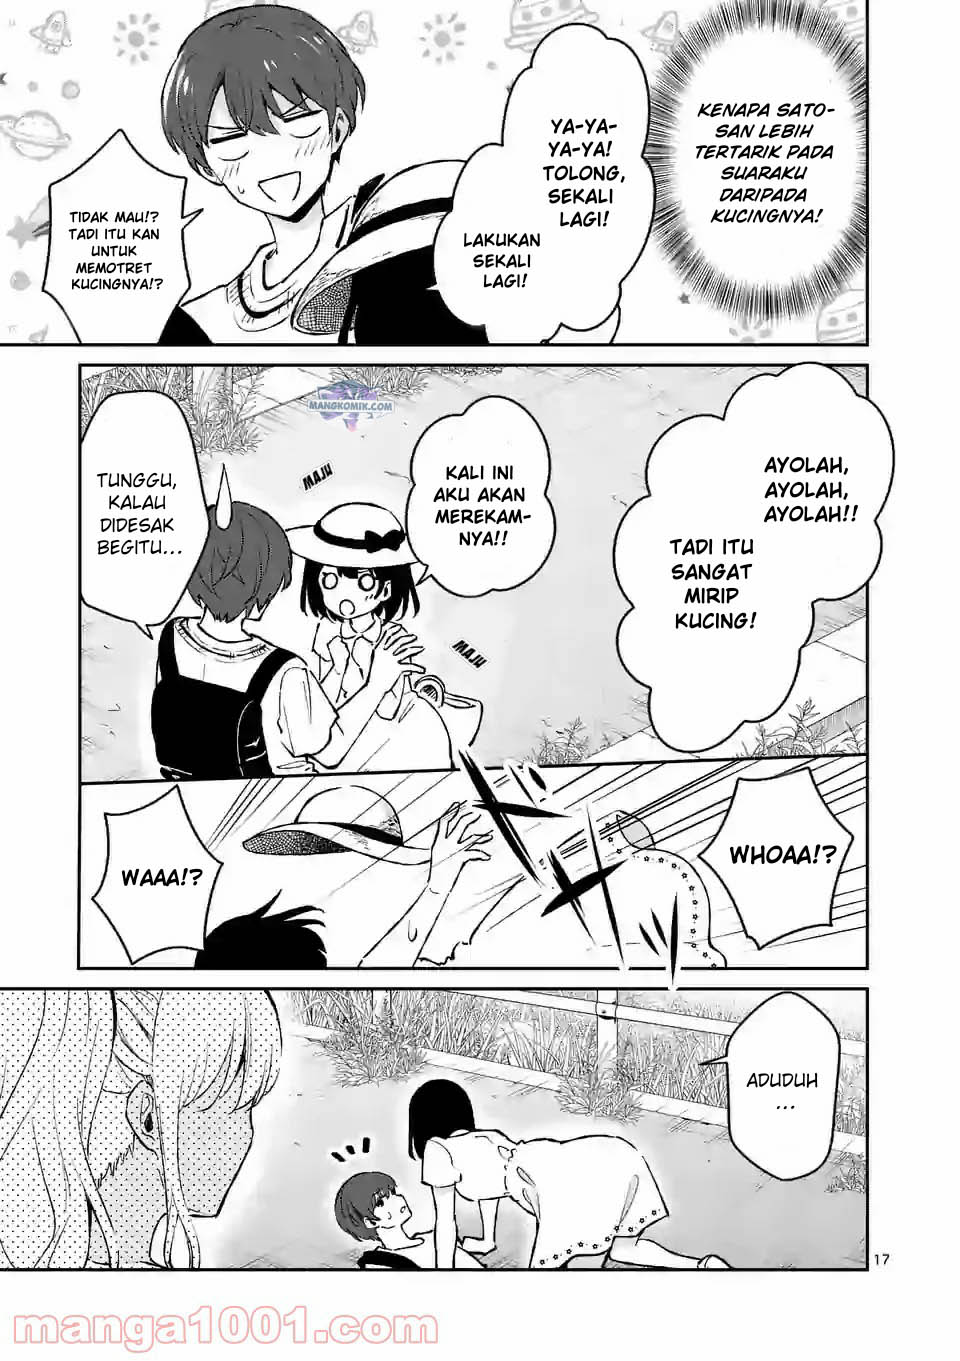 KENAPA SATO-
SAN LEBIH
TERTARIK PADA
SUARAKU
DARIPADA
KUCINGNYA!
YA-YA-
YA-YA!
TOLONG,
SEKALI
LAGI!
LAKUKAN
SEKALI
LAGI!
TIDAK MAU!?
TADI ITU KAN
UNTUK
MEMOTRET
KUCINGNYA!?
AYOLAH,
AYOLAH,
AYOLAH!!
TADI ITU
SANGAT
MIRIP
KUCING!
KALI INI
AKU AKAN
MEREKAM-
NYA!!
MAJU
MAJU
TUNGGU,
KALAU
DIDESAK
BEGITU...
MANGKOMIK.COM
WHOAA!?
WAAA!?
ADUDUH
...
17
manga1001.com